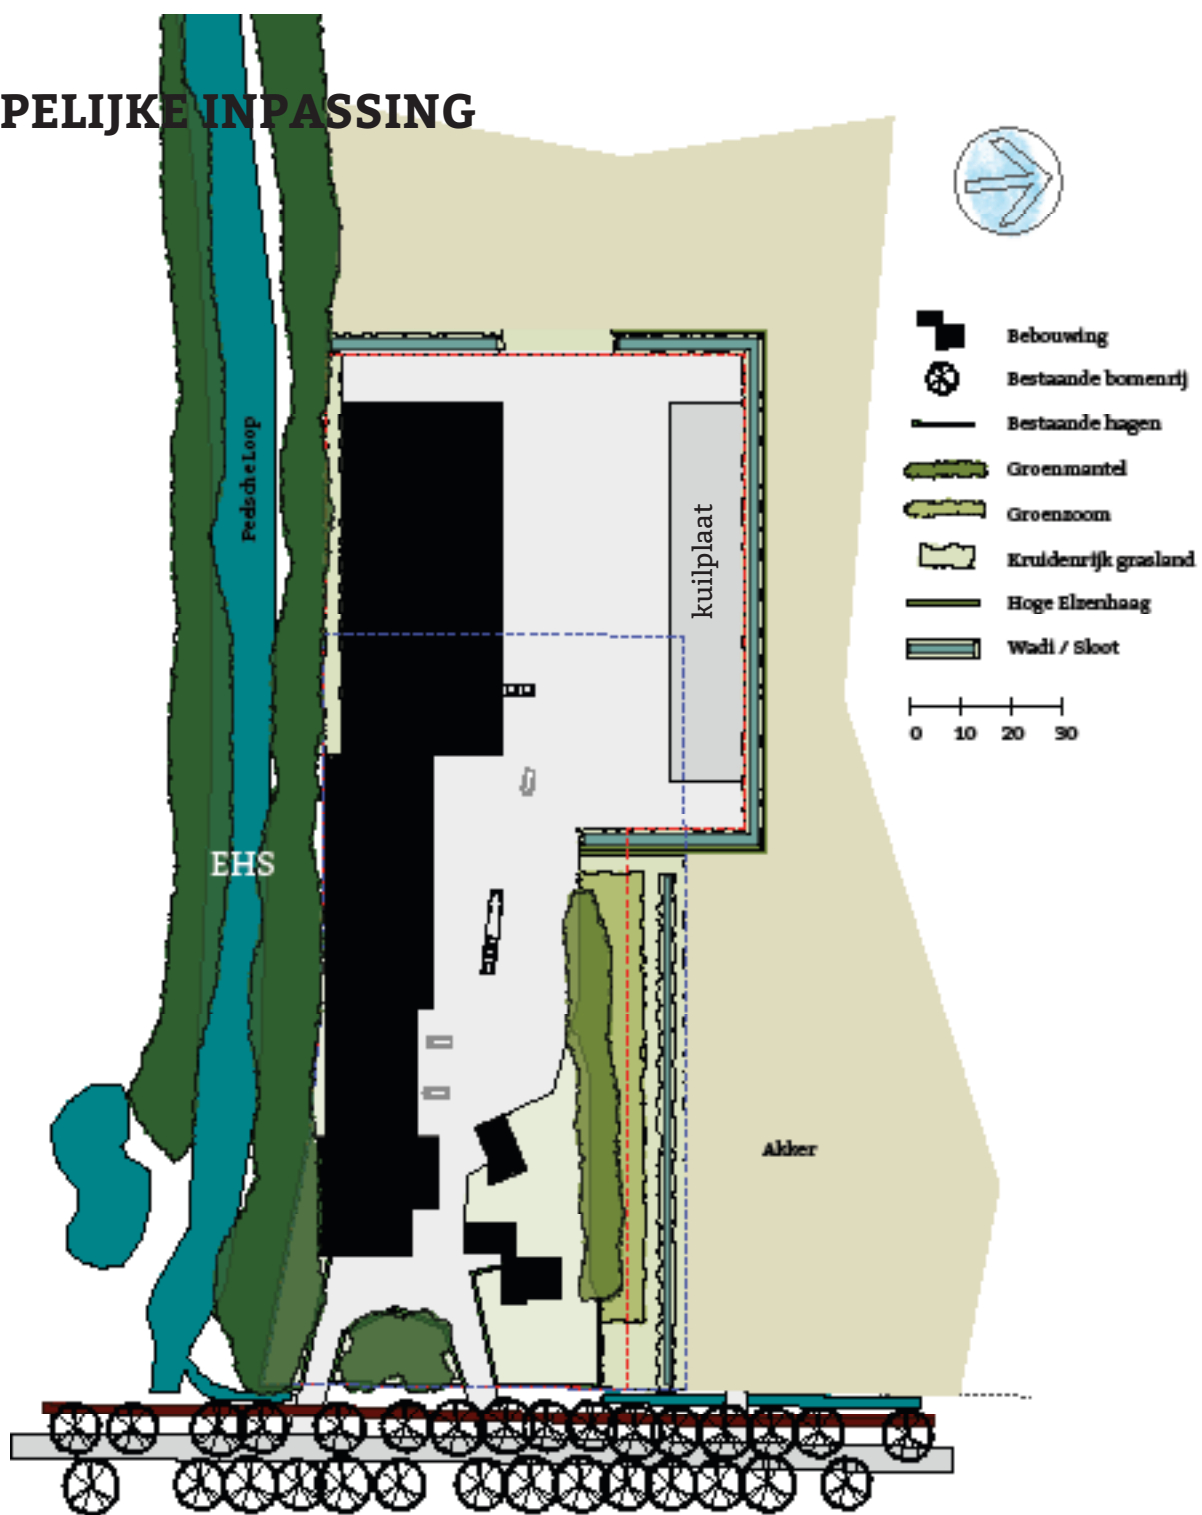 PELIJKE INPASSING
Bebouwing
Bestaande bomenrij
Bestaande hagen
Groenmantel
Groenzoom
Kruidenrijk grasland
Hoge Elzenhaag
Wadi / Sloot
0 10 20 30
Peelsche Loop
kuilplaat
EHS
Akker